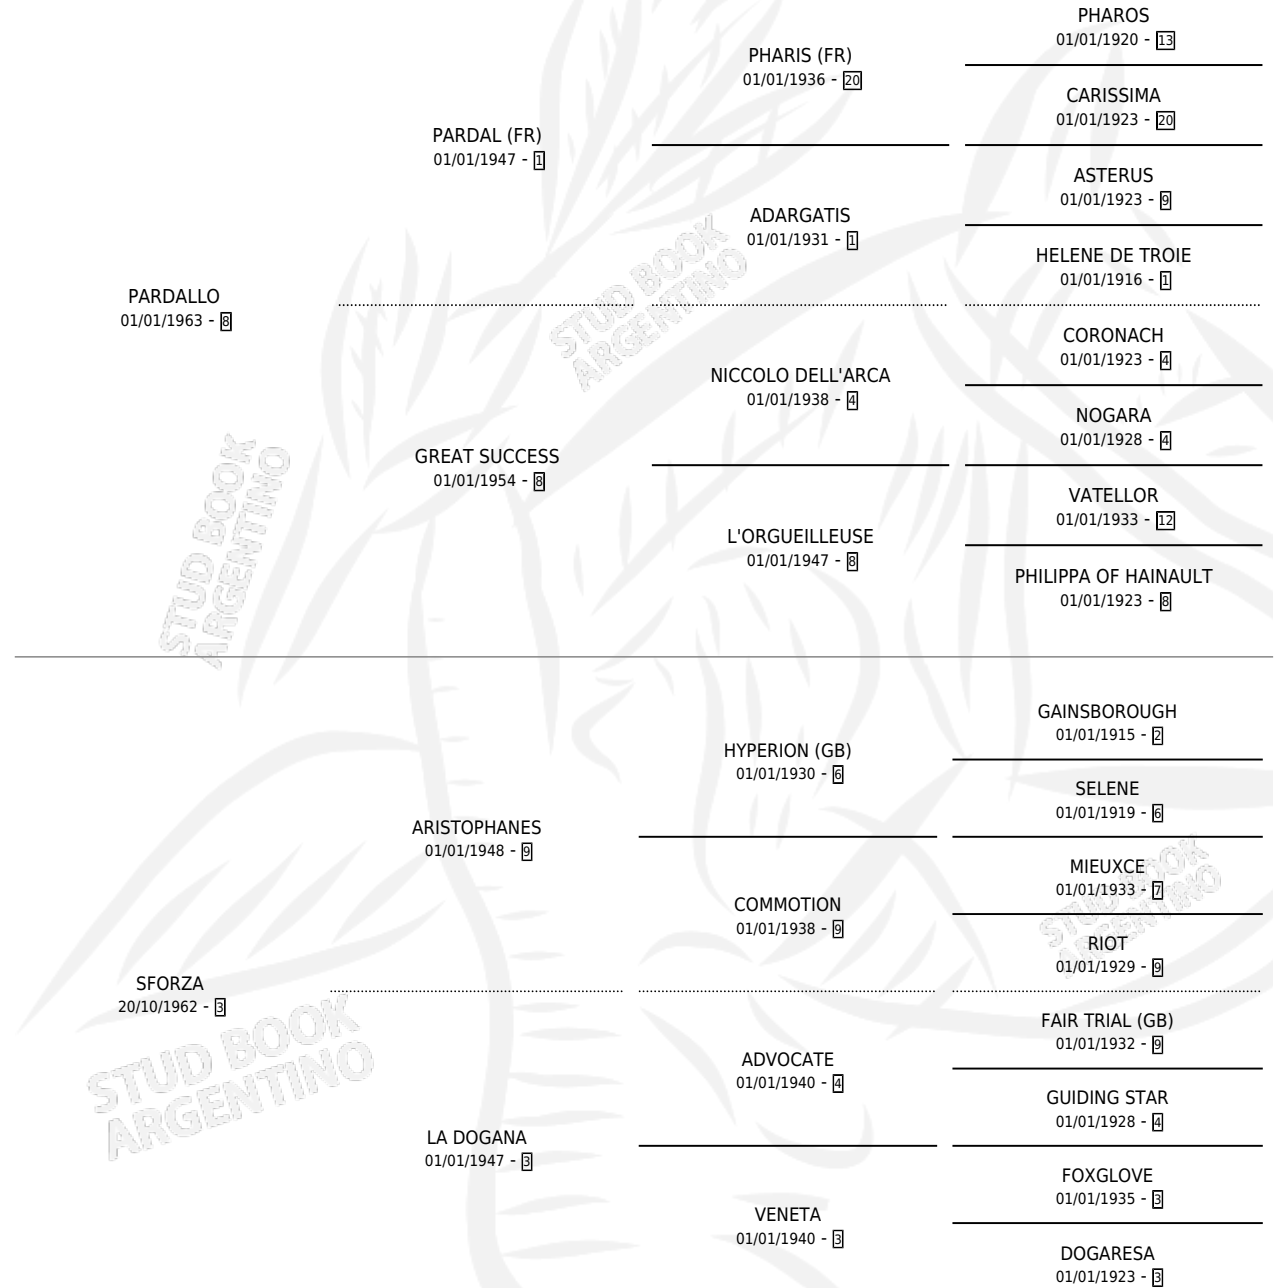 PHAROS
01/01/1920 - 13
PHARIS (FR)
01/01/1936 - 20
CARISSIMA
01/01/1923 - 20
PARDAL (FR)
01/01/1947 - 1
ASTERUS
01/01/1923 - 9
ADARGATIS
01/01/1931 - 1
HELENE DE TROIE
01/01/1916 - 1
PARDALLO
01/01/1963 - 8
CORONACH
01/01/1923 - 4
NICCOLO DELL'ARCA
01/01/1938 - 4
NOGARA
01/01/1928 - 4
GREAT SUCCESS
01/01/1954 - 8
VATELLOR
01/01/1933 - 12
L'ORGUEILLEUSE
01/01/1947 - 8
PHILIPPA OF HAINAULT
01/01/1923 - 8
STUD BOOK
ARGENTINO
STUD BOOK
ARGENTINO
GAINSBOROUGH
01/01/1915 - 2
HYPERION (GB)
01/01/1930 - 6
SELENE
01/01/1919 - 6
ARISTOPHANES
01/01/1948 - 9
MIEUXCE
01/01/1933 - 7
COMMOTION
01/01/1938 - 9
RIOT
01/01/1929 - 9
STUD BOOK
ARGENTINO
SFORZA
20/10/1962 - 3
FAIR TRIAL (GB)
01/01/1932 - 9
ADVOCATE
01/01/1940 - 4
GUIDING STAR
01/01/1928 - 4
LA DOGANA
01/01/1947 - 3
FOXGLOVE
01/01/1935 - 3
VENETA
01/01/1940 - 3
DOGARESA
01/01/1923 - 3
STUD BOOK
ARGENTINO